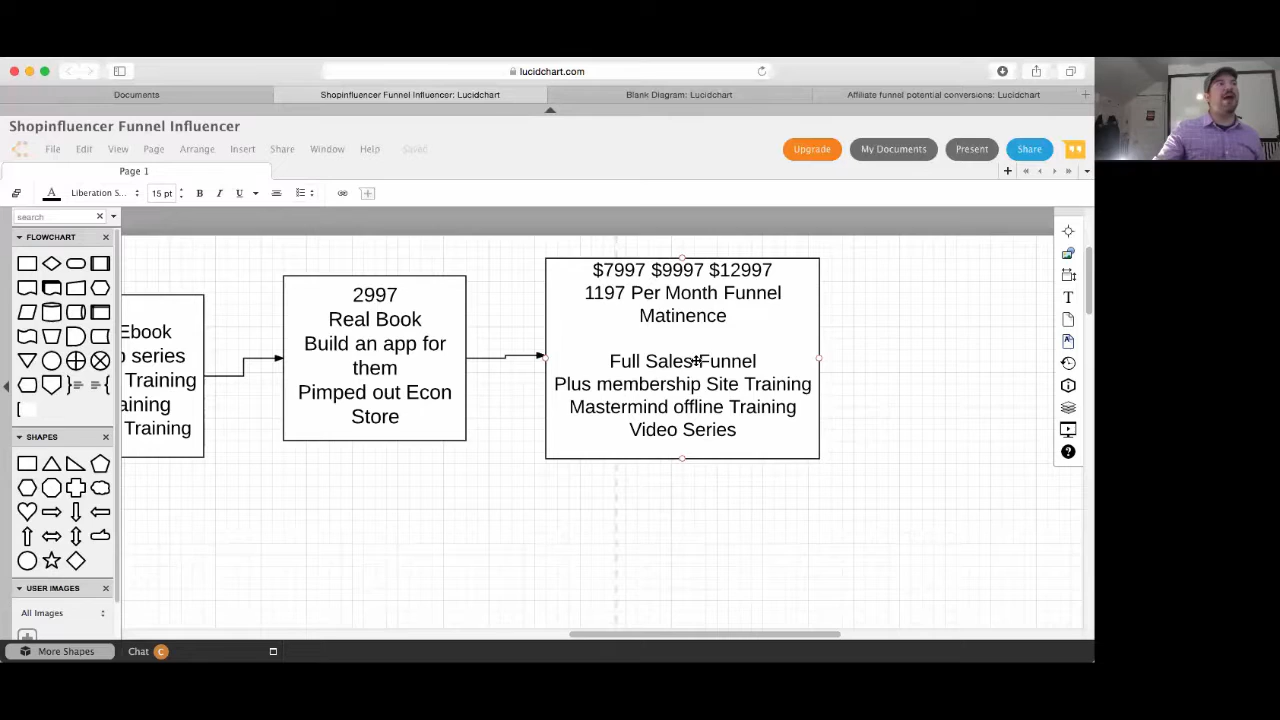 lucidchart.com
Documents
Shopinfluencer Funnel Influencer: Lucidchart
Blank Diagram: Lucidchart
Affiliate funnel potential conversions: Lucidchart
Shopinfluencer Funnel Influencer
File Edit View Page Arrange Insert Share Window Help Saved
Upgrade My Documents Present Share
Page 1
Liberation S... 15 pt B I U
search
FLOWCHART
SHAPES
USER IMAGES
All Images
More Shapes
Chat C
Ebook
series
Training
aining
Training
2997
Real Book
Build an app for
them
Pimped out Econ
Store
$7997 $9997 $12997
1197 Per Month Funnel
Matinence
Full Sales Funnel
Plus membership Site Training
Mastermind offline Training
Video Series